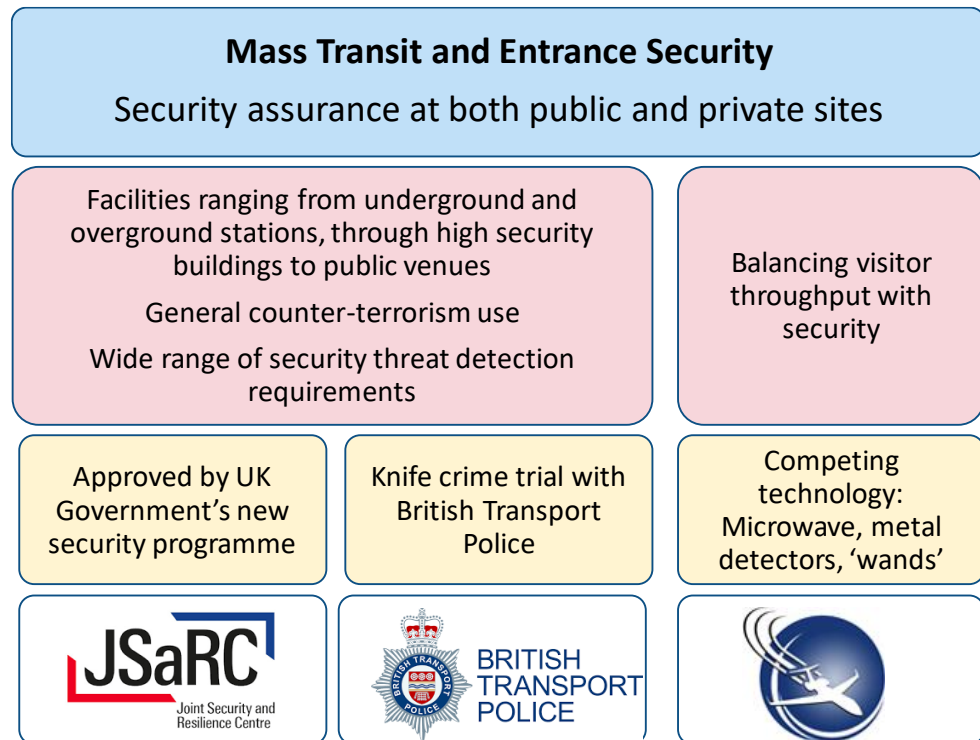 Mass Transit and Entrance Security
Security assurance at both public and private sites
Facilities ranging from underground and
overground stations, through high security
buildings to public venues
General counter-terrorism use
Wide range of security threat detection
requirements
Balancing visitor
throughput with
security
Approved by UK
Government’s new
security programme
Knife crime trial with
British Transport
Police
Competing
technology:
Microwave, metal
detectors, ‘wands’
JSaRC
Joint Security and
Resilience Centre
BRITISH TRANSPORT
POLICE
BRITISH
TRANSPORT
POLICE